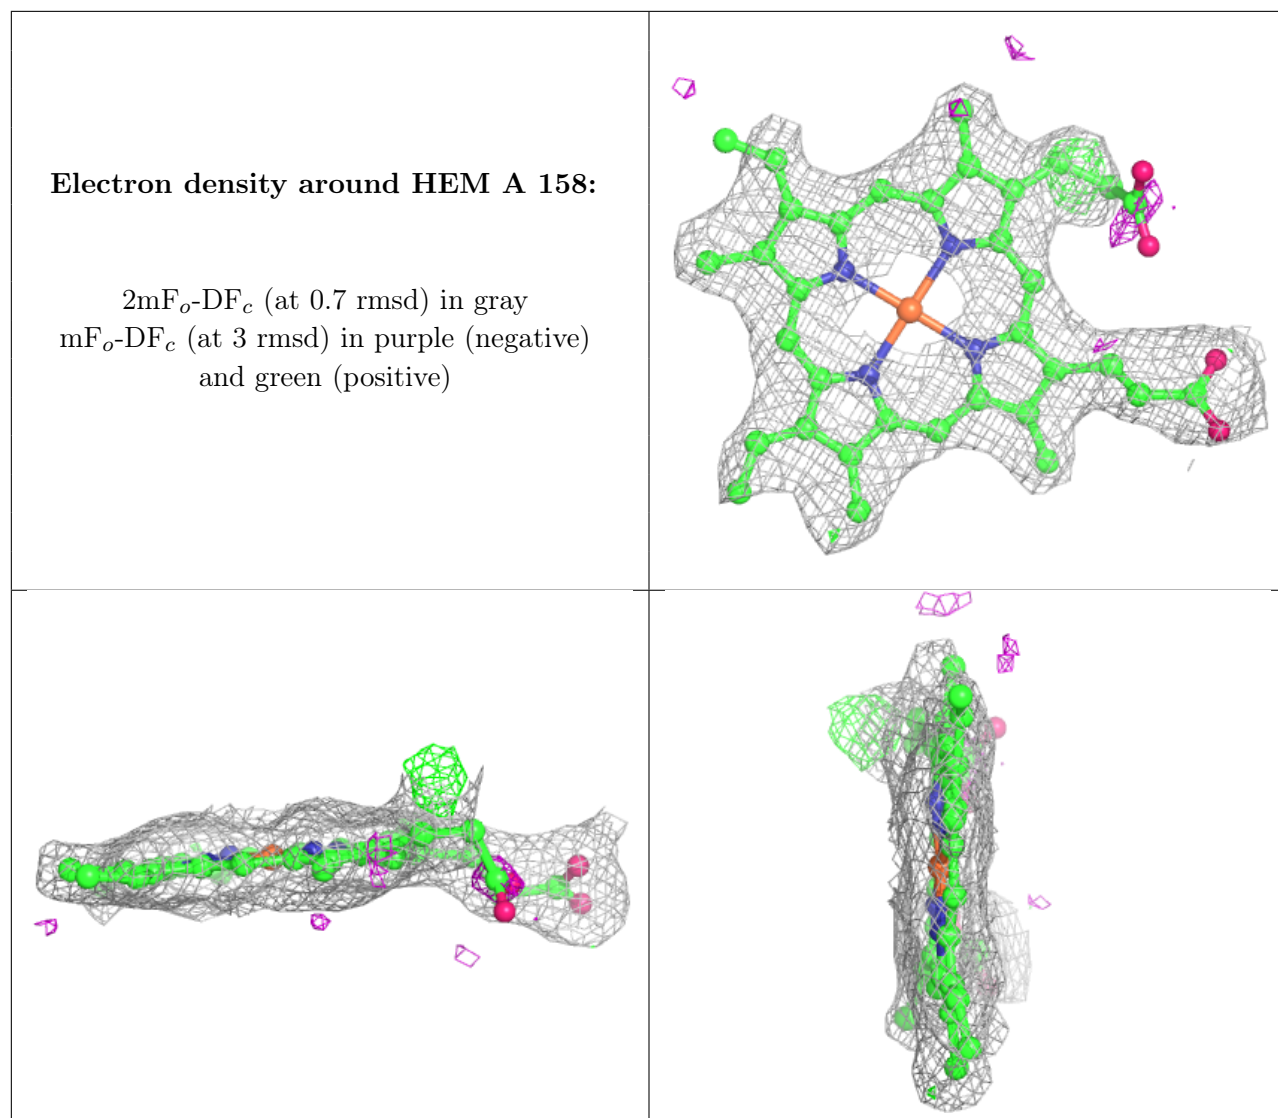 Electron density around HEM A 158:
2mFo-DFc (at 0.7 rmsd) in gray
mFo-DFc (at 3 rmsd) in purple (negative)
and green (positive)